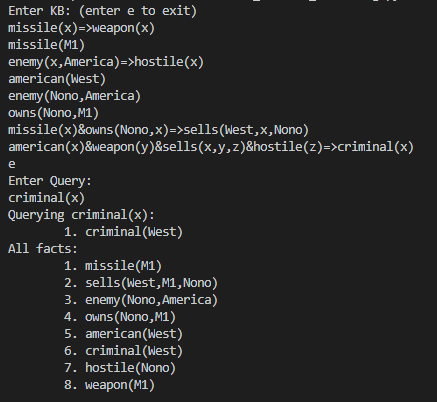 Enter KB: (enter e to exit)
missile(x)=>weapon(x)
missile(M1)
enemy(x,America)=>hostile(x)
american(West)
enemy(Nono,America)
owns(Nono,M1)
missile(x)&owns(Nono,x)=>sells(West,x,Nono)
american(x)&weapon(y)&sells(x,y,z)&hostile(z)=>criminal(x)
e
Enter Query:
criminal(x)
Querying criminal(x):
1. criminal(West)
All facts:
1. missile(M1)
2. sells(West,M1,Nono)
3. enemy(Nono,America)
4. owns(Nono,M1)
5. american(West)
6. criminal(West)
7. hostile(Nono)
8. weapon(M1)